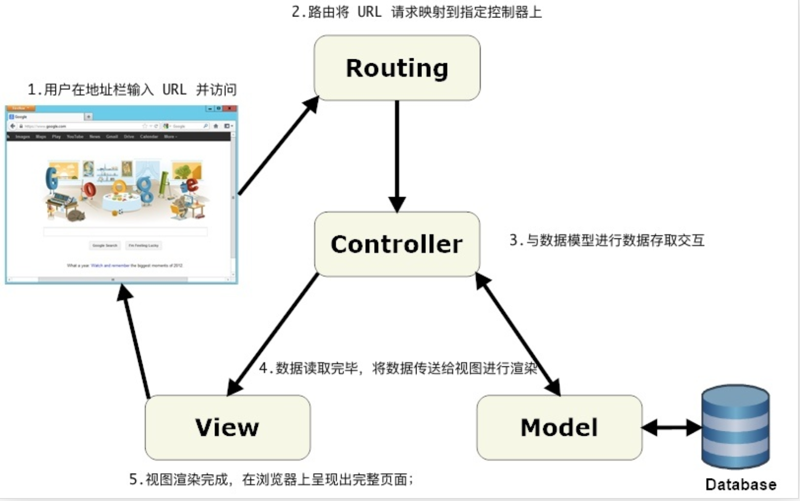 2.路由将 URL 请求映射到指定控制器上
Routing
1.用户在地址栏输入 URL 并访问
Google
Images Maps Play YouTube News Gmail Drive Calendar More
Google
Google Search I'm Feeling Lucky
What a year. Watch and remember the biggest moments of 2012
Controller
3.与数据模型进行数据存取交互
4.数据读取完毕，将数据传送给视图进行渲染
View
Model
5.视图渲染完成，在浏览器上呈现出完整页面；
Database